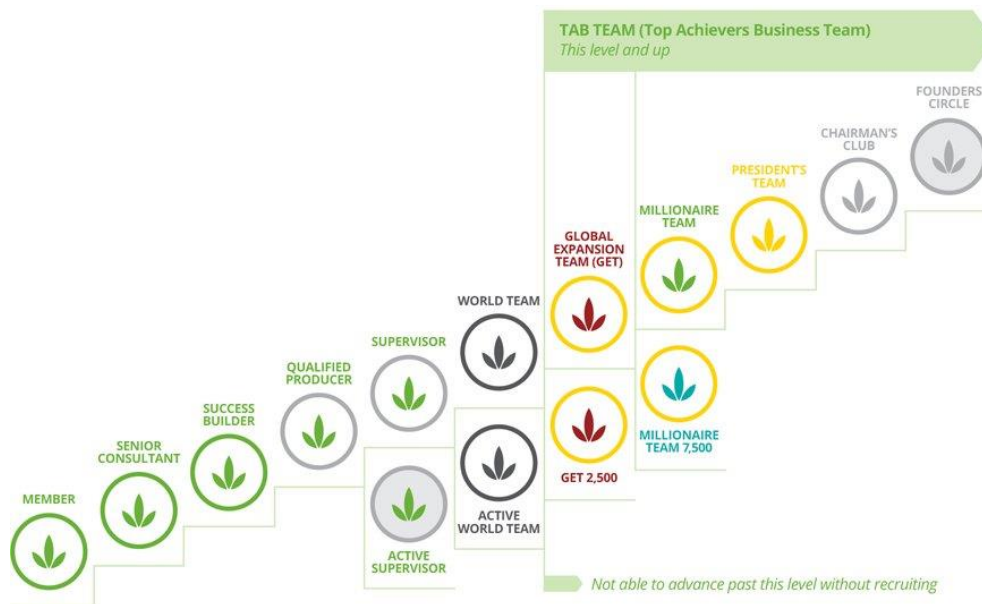 TAB TEAM (Top Achievers Business Team)
This level and up
FOUNDERS
CIRCLE
CHAIRMAN'S
CLUB
PRESIDENT'S
TEAM
MILLIONAIRE
TEAM
GLOBAL
EXPANSION
TEAM (GET)
WORLD TEAM
SUPERVISOR
QUALIFIED
PRODUCER
SUCCESS
BUILDER
SENIOR
CONSULTANT
MEMBER
MILLIONAIRE
TEAM 7,500
GET 2,500
ACTIVE
WORLD TEAM
ACTIVE
SUPERVISOR
Not able to advance past this level without recruiting